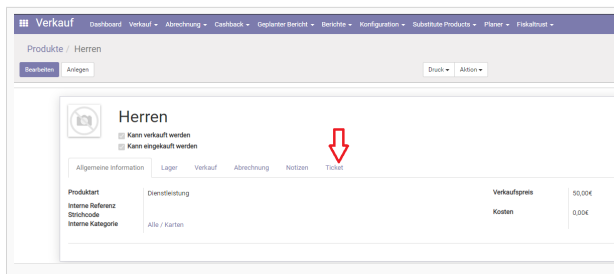 Verkauf Dashboard Verkauf Abrechnung Cashback Geplanter Bericht Berichte Konfiguration Substitute Products Planer Fiskaltrust
Produkte / Herren
Bearbeiten Anlegen Druck Aktion
Herren
Kann verkauft werden
Kann eingekauft werden
Allgemeine Information Lager Verkauf Abrechnung Notizen Ticket
Produktart Dienstleistung Verkaufspreis 50,00€
Interne Referenz
Strichcode Kosten 0,00€
Interne Kategorie Alle / Karten